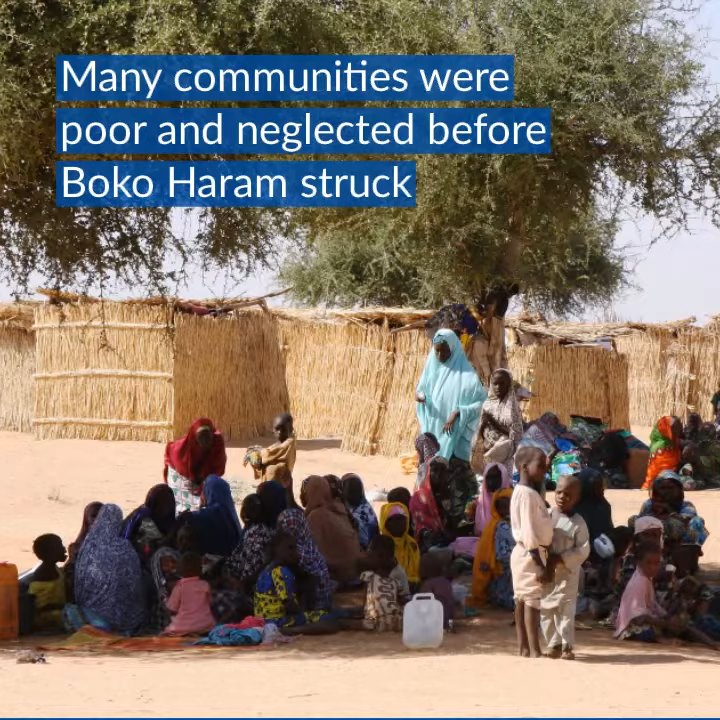 Many communities were
poor and neglected before
Boko Haram struck